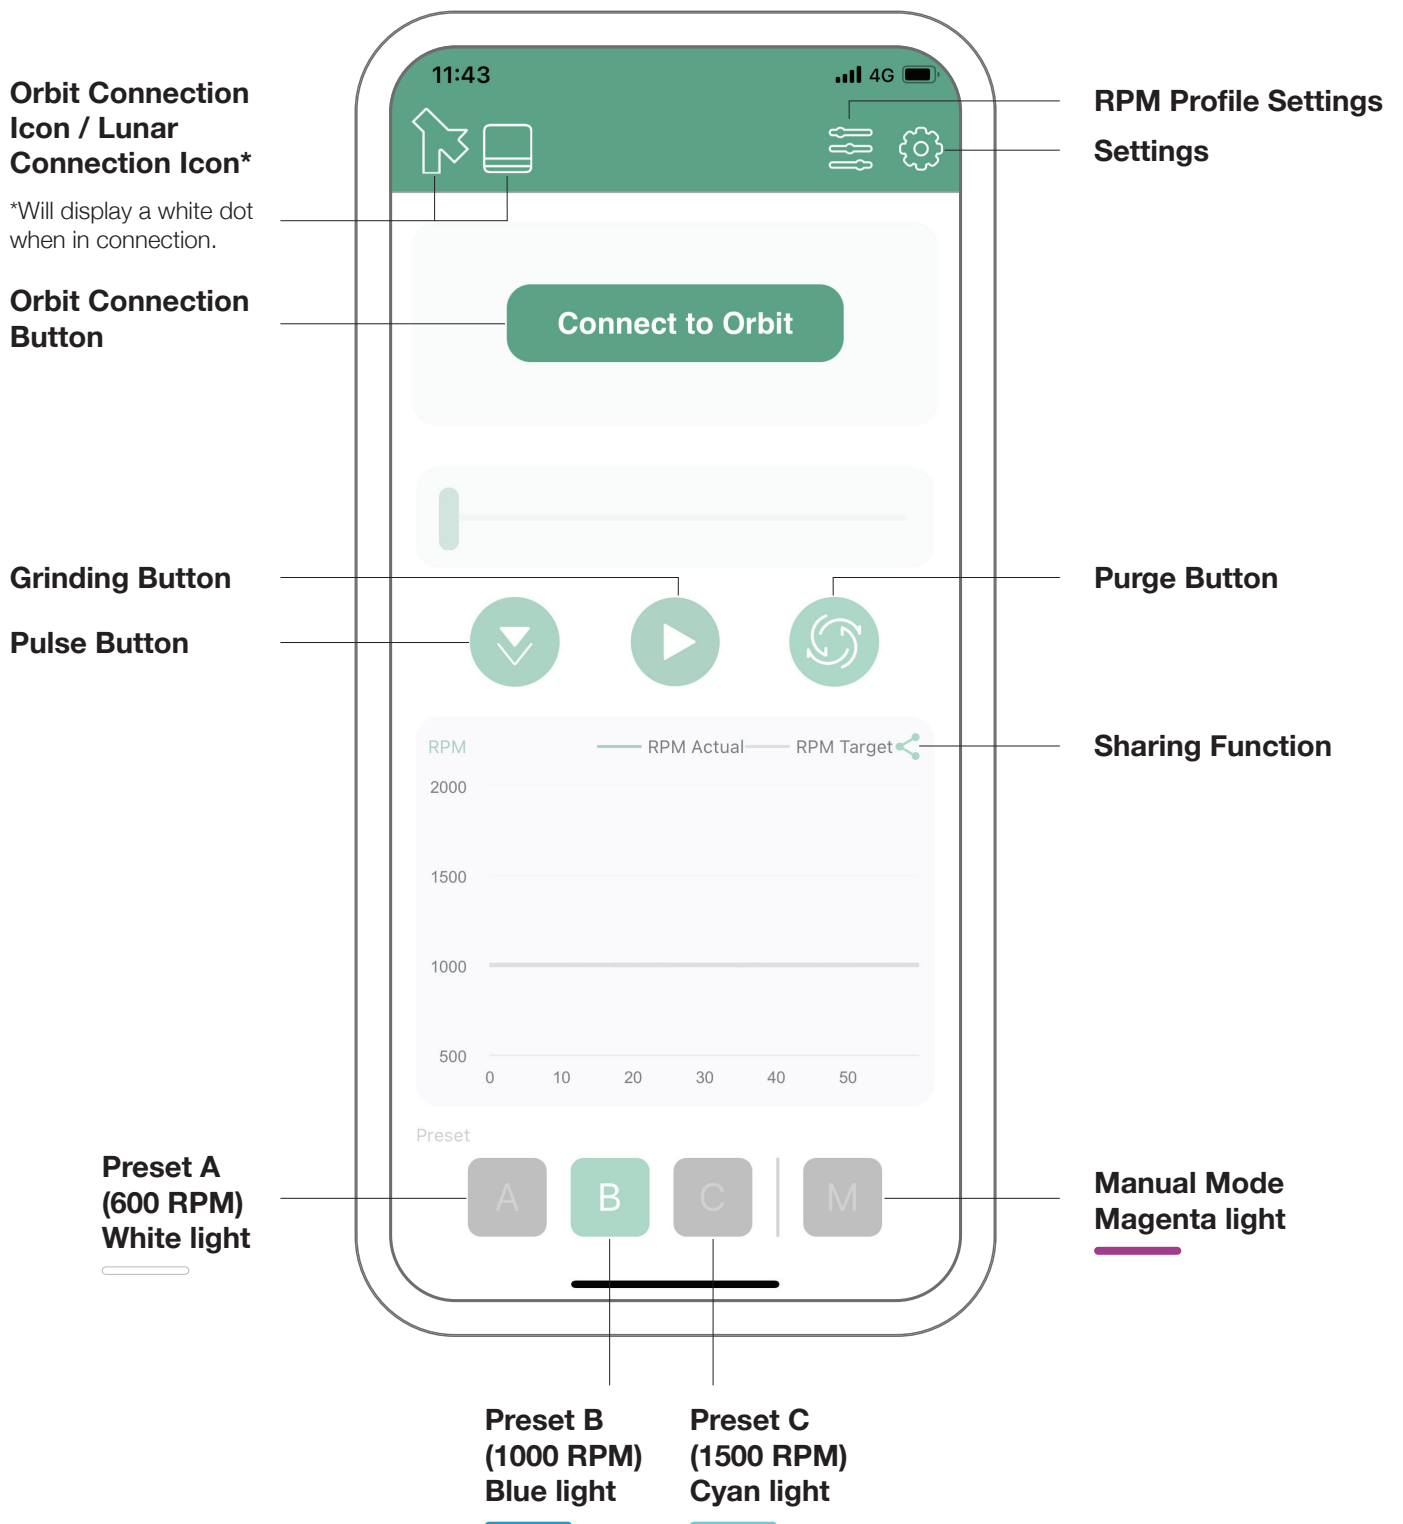 11:43
4G
Orbit Connection
Icon / Lunar
Connection Icon*
*Will display a white dot
when in connection.
RPM Profile Settings
Settings
Orbit Connection
Button
Connect to Orbit
Grinding Button
Purge Button
Pulse Button
RPM
RPM Actual
RPM Target
Sharing Function
2000
1500
1000
500
0 10 20 30 40 50
Preset
A B C M
Preset A
(600 RPM)
White light
Manual Mode
Magenta light
Preset B
(1000 RPM)
Blue light
Preset C
(1500 RPM)
Cyan light